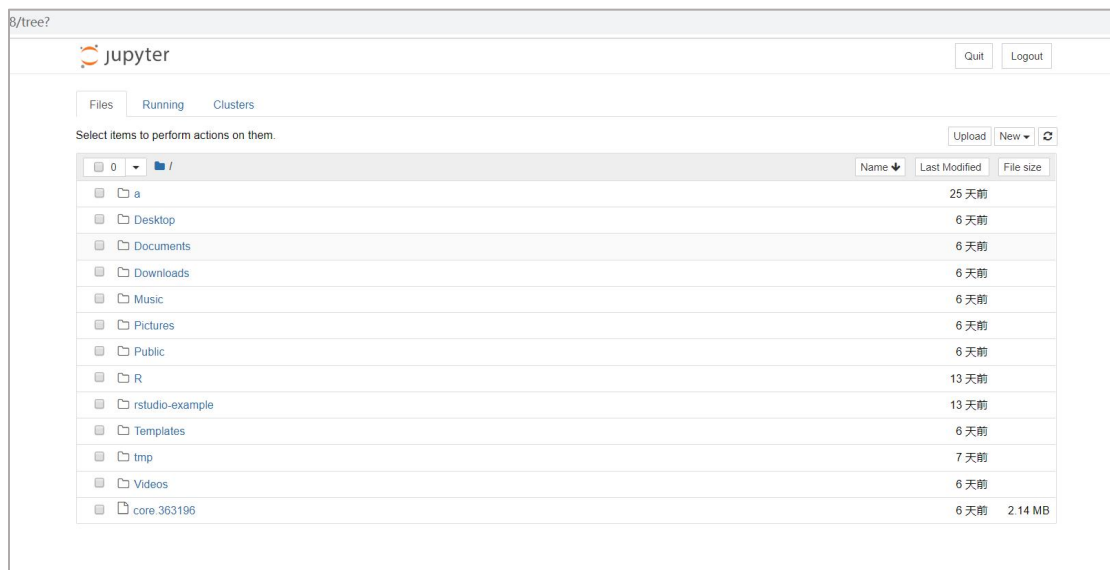 8/tree?
jupyter Quit Logout
Files Running Clusters
Select items to perform actions on them. Upload New
0 / Name Last Modified File size
a 25 天前
Desktop 6 天前
Documents 6 天前
Downloads 6 天前
Music 6 天前
Pictures 6 天前
Public 6 天前
R 13 天前
rstudio-example 13 天前
Templates 6 天前
tmp 7 天前
Videos 6 天前
core.363196 6 天前 2.14 MB